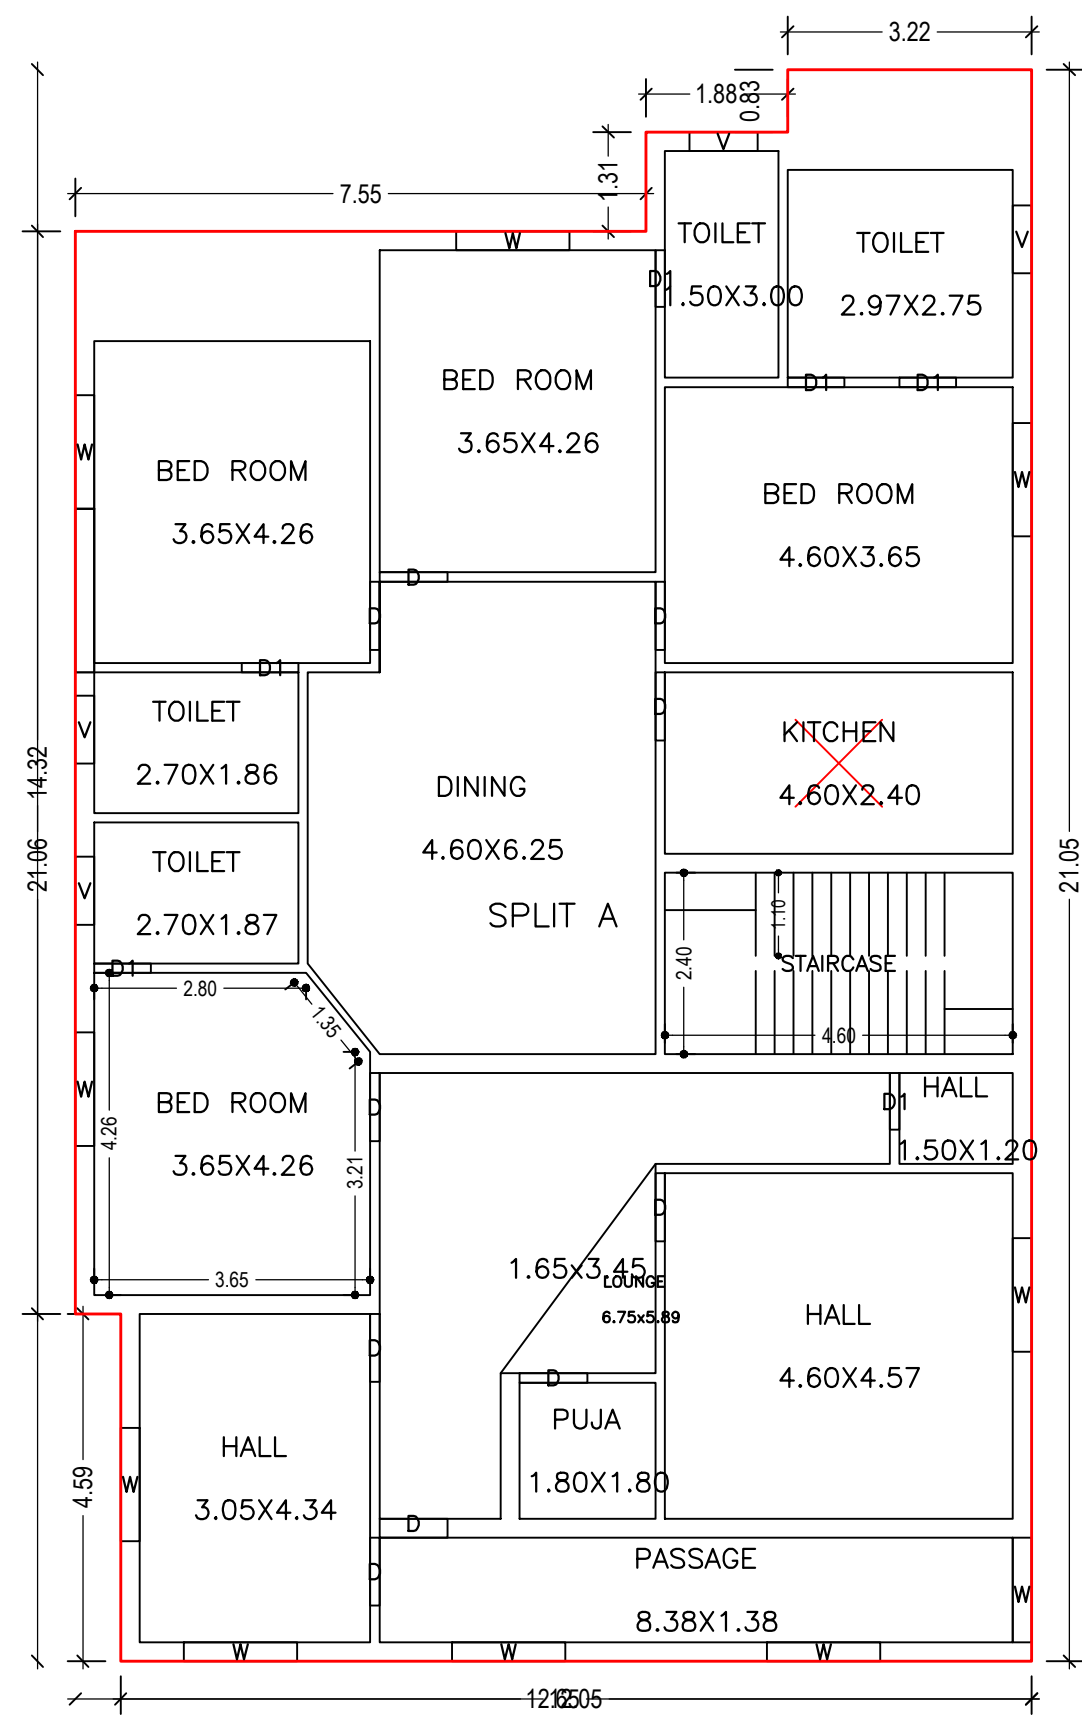 3.22
1.88
0.83
V
1.31
7.55
W
TOILET
1.50X3.00
TOILET
2.97X2.75
V
D1
BED ROOM
3.65X4.26
D1
D1
W
BED ROOM
3.65X4.26
BED ROOM
4.60X3.65
W
D
D
D
D1
TOILET
2.70X1.86
V
D
KITCHEN
4.60X2.40
DINING
4.60X6.25
SPLIT A
14.32
21.06
21.05
TOILET
2.70X1.87
V
D1
2.40
1.10
STAIRCASE
4.60
2.80
1.35
W
BED ROOM
3.65X4.26
4.26
3.21
3.65
D
D1
HALL
1.50X1.20
D
1.65x3.45
LOUNGE
6.75x5.89
W
HALL
4.60X4.57
D
D
PUJA
1.80X1.80
4.59
W
HALL
3.05X4.34
D
D
PASSAGE
8.38X1.38
W
W
W
W
12.65
12.05